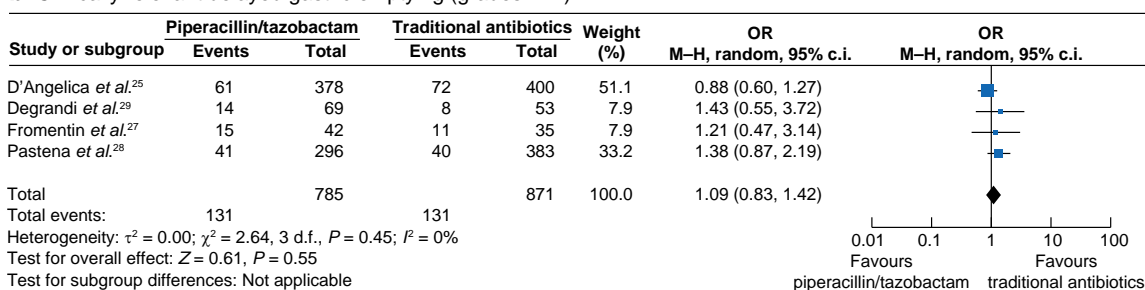 relevant delayed gastric emptying (grades
Piperacillin/tazobactam Traditional antibiotics Weight OR OR
Study or subgroup Events Total Events Total (%) M–H, random, 95% c.i. M–H, random, 95% c.i.
D'Angelica et al.25 61 378 72 400 51.1 0.88 (0.60, 1.27)
Degrandi et al.29 14 69 8 53 7.9 1.43 (0.55, 3.72)
Fromentin et al.27 15 42 11 35 7.9 1.21 (0.47, 3.14)
Pastena et al.28 41 296 40 383 33.2 1.38 (0.87, 2.19)
Total 785 871 100.0 1.09 (0.83, 1.42)
Total events: 131 131
Heterogeneity: τ2 = 0.00; χ2 = 2.64, 3 d.f., P = 0.45; I2 = 0%
Test for overall effect: Z = 0.61, P = 0.55
Test for subgroup differences: Not applicable
0.01 0.1 1 10 100
Favours Favours
piperacillin/tazobactam traditional antibiotics